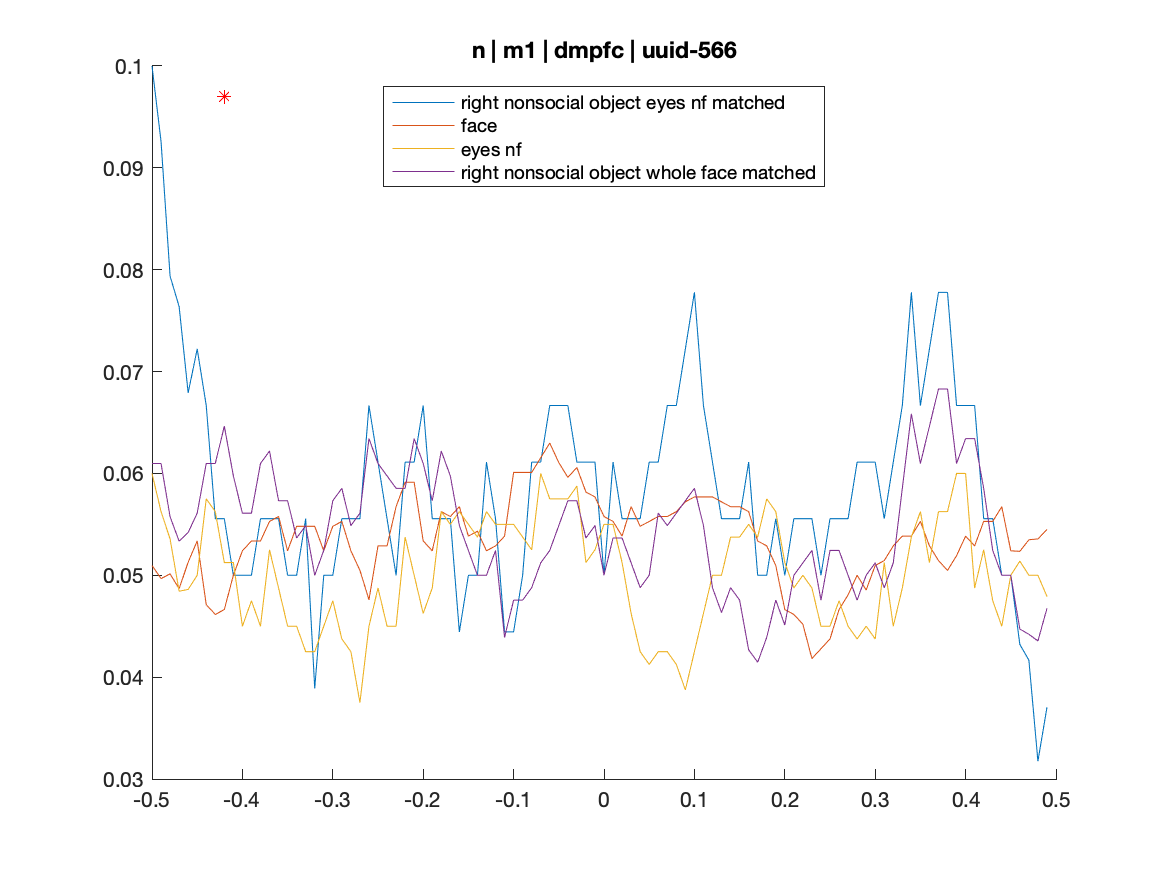 n | m1 | dmpfc | uuid-566
right nonsocial object eyes nf matched
face
eyes nf
right nonsocial object whole face matched
0.1
0.09
0.08
0.07
0.06
0.05
0.04
0.03
-0.5 -0.4 -0.3 -0.2 -0.1 0 0.1 0.2 0.3 0.4 0.5